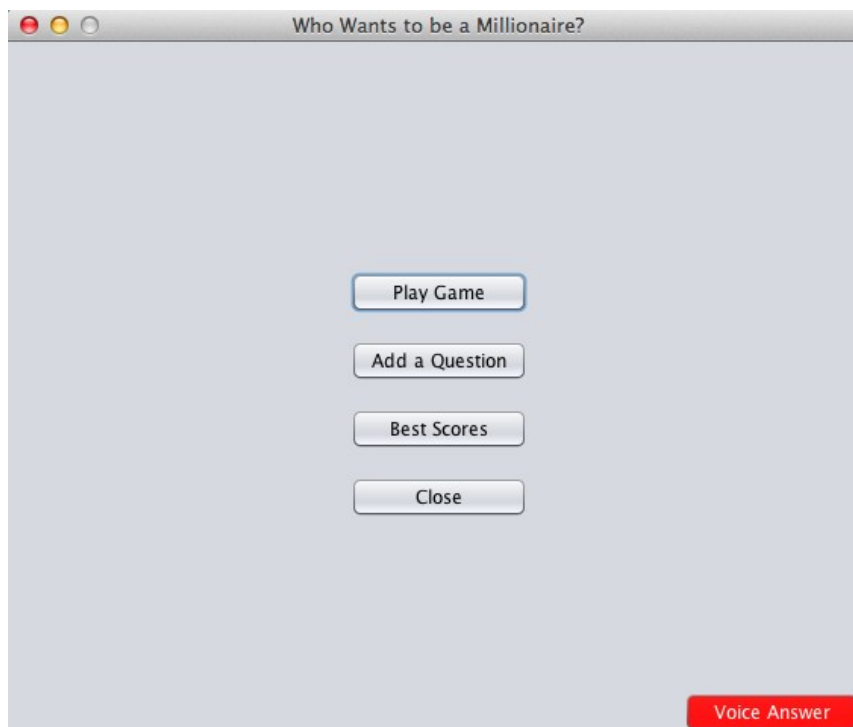 Who Wants to be a Millionaire?
Play Game
Add a Question
Best Scores
Close
Voice Answer